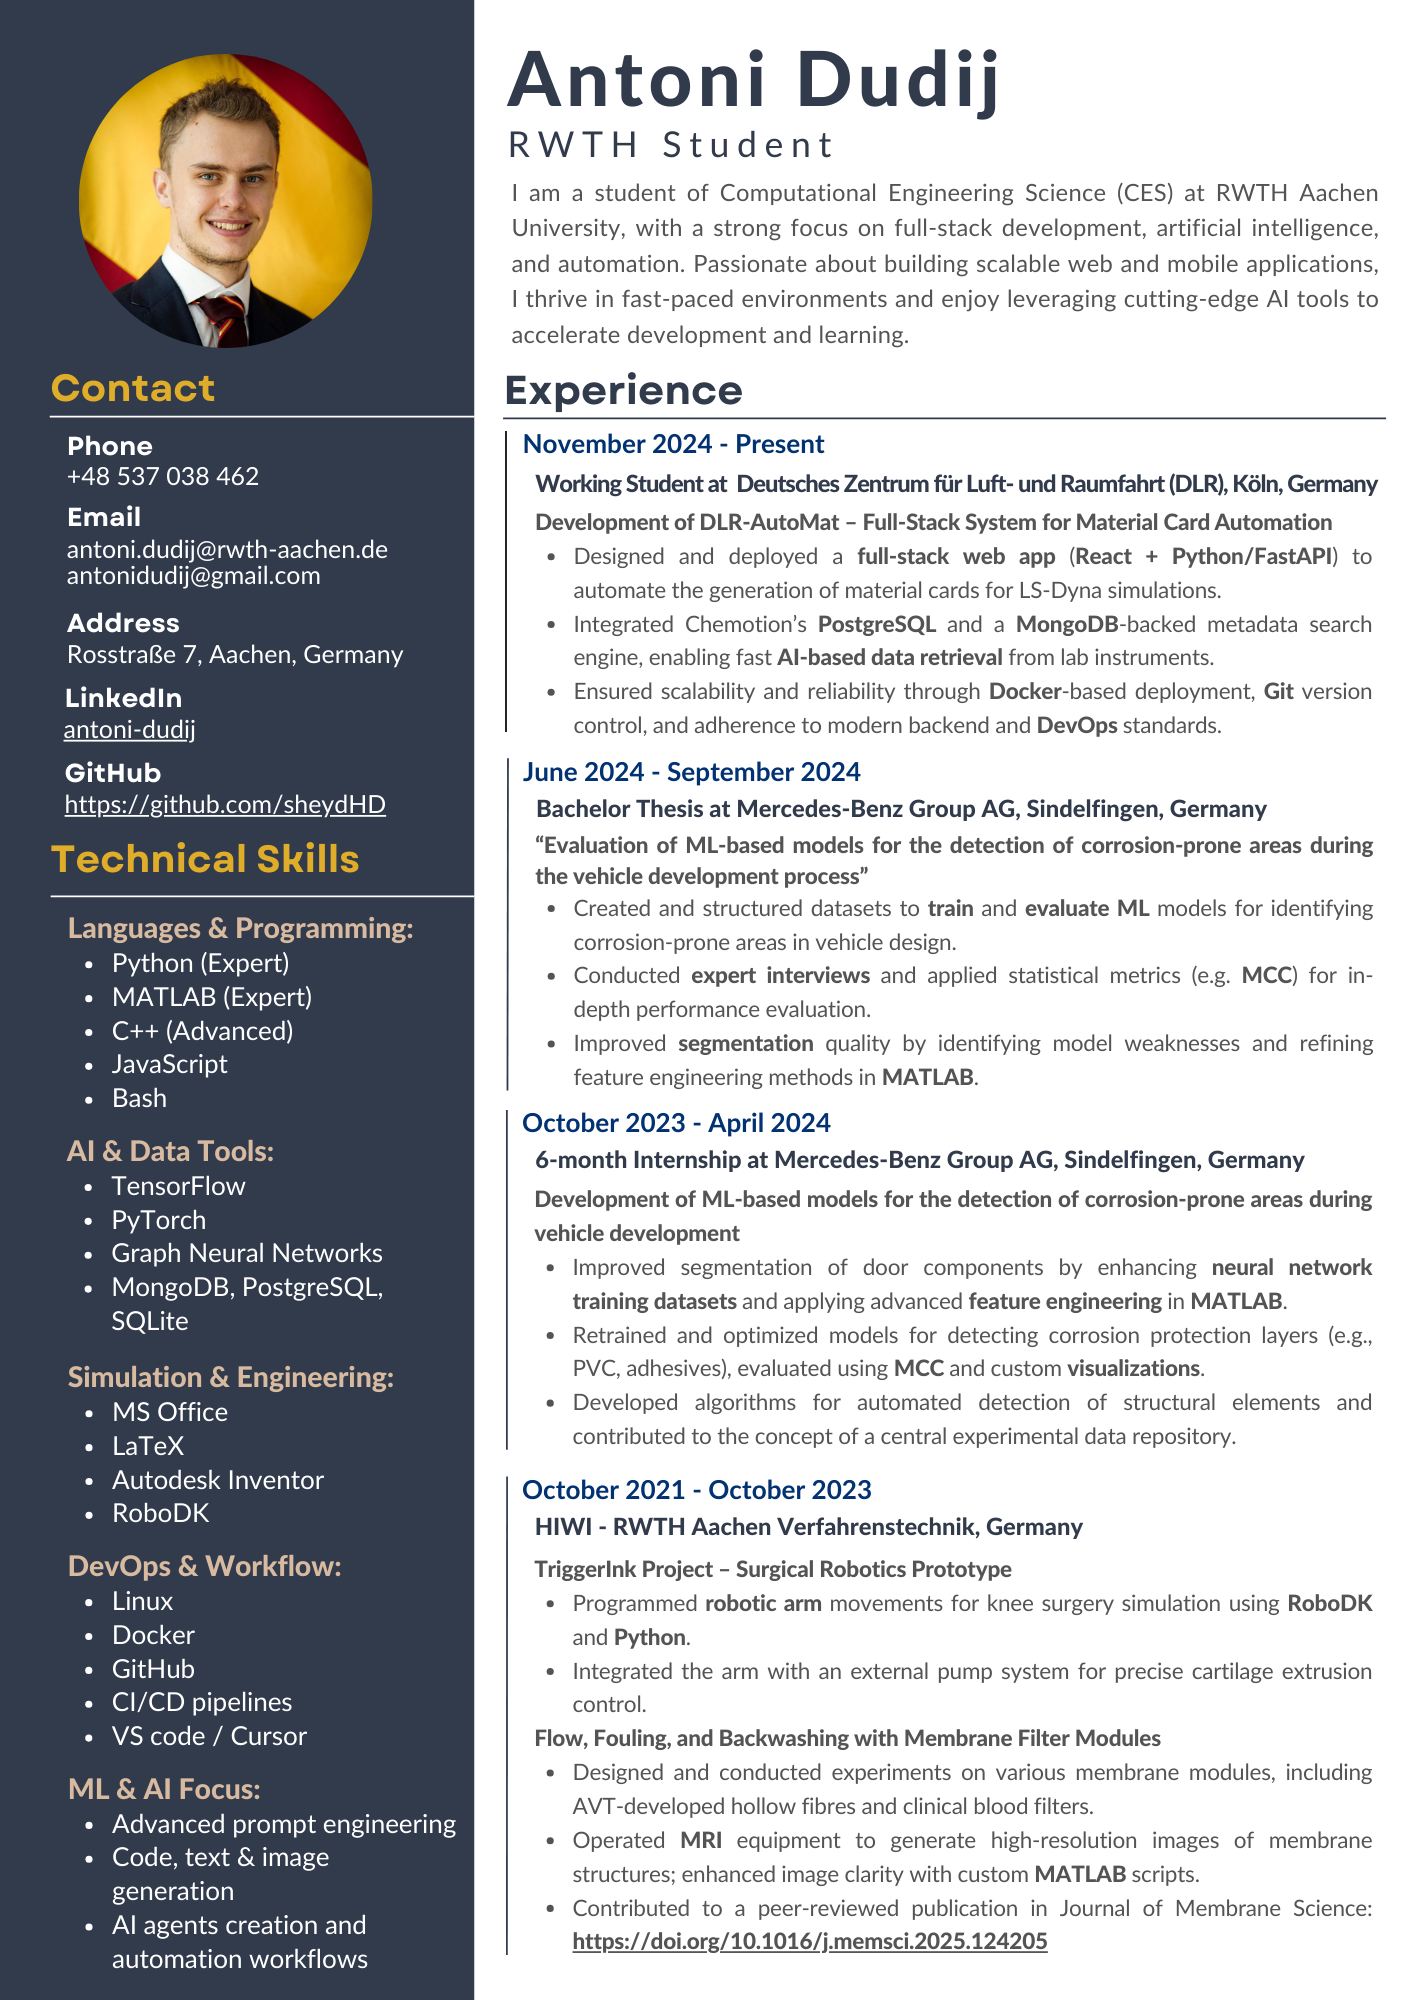 Antoni Dudij
RWTH Student
I am a student of Computational Engineering Science (CES) at RWTH Aachen
University, with a strong focus on full-stack development, artificial intelligence,
and automation. Passionate about building scalable web and mobile applications,
I thrive in fast-paced environments and enjoy leveraging cutting-edge AI tools to
accelerate development and learning.
Contact
Phone
+48 537 038 462
Email
antoni.dudij@rwth-aachen.de
antonidudij@gmail.com
Address
Rosstraße 7, Aachen, Germany
LinkedIn
antoni-dudij
GitHub
https://github.com/sheydHD
Technical Skills
Languages & Programming:
• Python (Expert)
• MATLAB (Expert)
• C++ (Advanced)
• JavaScript
• Bash
AI & Data Tools:
• TensorFlow
• PyTorch
• Graph Neural Networks
• MongoDB, PostgreSQL,
SQLite
Simulation & Engineering:
• MS Office
• LaTeX
• Autodesk Inventor
• RoboDK
DevOps & Workflow:
• Linux
• Docker
• GitHub
• CI/CD pipelines
• VS code / Cursor
ML & AI Focus:
• Advanced prompt engineering
• Code, text & image
generation
• AI agents creation and
automation workflows
Experience
November 2024 - Present
Working Student at Deutsches Zentrum für Luft- und Raumfahrt (DLR), Köln, Germany
Development of DLR-AutoMat – Full-Stack System for Material Card Automation
• Designed and deployed a full-stack web app (React + Python/FastAPI) to
automate the generation of material cards for LS-Dyna simulations.
• Integrated Chemotion’s PostgreSQL and a MongoDB-backed metadata search
engine, enabling fast AI-based data retrieval from lab instruments.
• Ensured scalability and reliability through Docker-based deployment, Git version
control, and adherence to modern backend and DevOps standards.
June 2024 - September 2024
Bachelor Thesis at Mercedes-Benz Group AG, Sindelfingen, Germany
“Evaluation of ML-based models for the detection of corrosion-prone areas during
the vehicle development process”
• Created and structured datasets to train and evaluate ML models for identifying
corrosion-prone areas in vehicle design.
• Conducted expert interviews and applied statistical metrics (e.g. MCC) for in-
depth performance evaluation.
• Improved segmentation quality by identifying model weaknesses and refining
feature engineering methods in MATLAB.
October 2023 - April 2024
6-month Internship at Mercedes-Benz Group AG, Sindelfingen, Germany
Development of ML-based models for the detection of corrosion-prone areas during
vehicle development
• Improved segmentation of door components by enhancing neural network
training datasets and applying advanced feature engineering in MATLAB.
• Retrained and optimized models for detecting corrosion protection layers (e.g.,
PVC, adhesives), evaluated using MCC and custom visualizations.
• Developed algorithms for automated detection of structural elements and
contributed to the concept of a central experimental data repository.
October 2021 - October 2023
HIWI - RWTH Aachen Verfahrenstechnik, Germany
TriggerInk Project – Surgical Robotics Prototype
• Programmed robotic arm movements for knee surgery simulation using RoboDK
and Python.
• Integrated the arm with an external pump system for precise cartilage extrusion
control.
Flow, Fouling, and Backwashing with Membrane Filter Modules
• Designed and conducted experiments on various membrane modules, including
AVT-developed hollow fibres and clinical blood filters.
• Operated MRI equipment to generate high-resolution images of membrane
structures; enhanced image clarity with custom MATLAB scripts.
• Contributed to a peer-reviewed publication in Journal of Membrane Science:
https://doi.org/10.1016/j.memsci.2025.124205